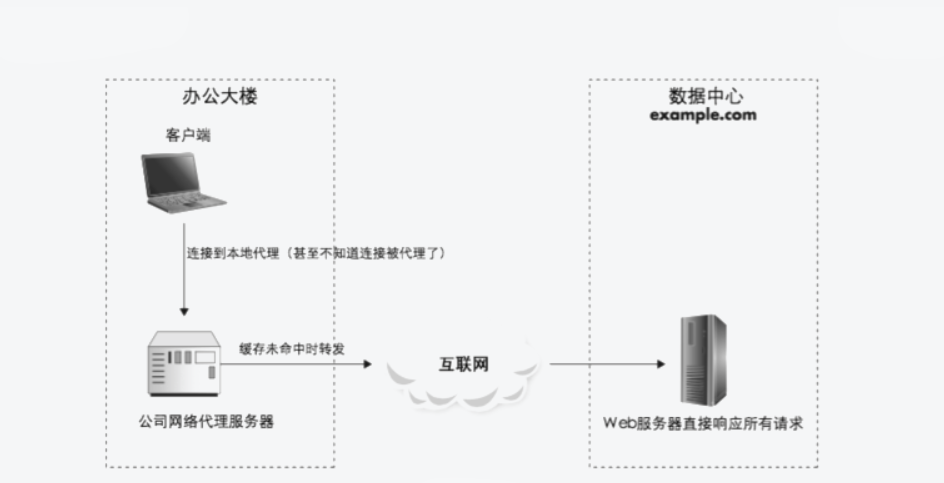 办公大楼
客户端
连接到本地代理（甚至不知道连接被代理了）
缓存未命中时转发
公司网络代理服务器
互联网
数据中心
example.com
Web服务器直接响应所有请求